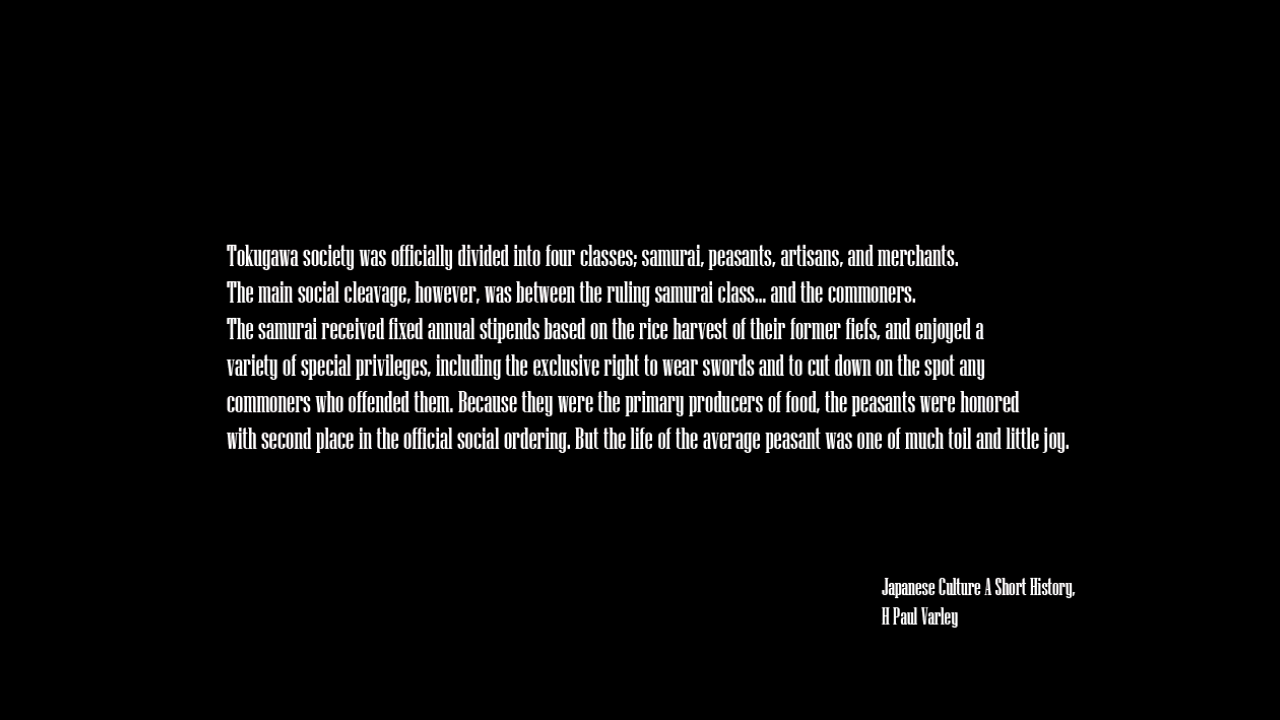 Tokugawa society was officially divided into four classes; samurai, peasants, artisans, and merchants.
The main social cleavage, however, was between the ruling samurai class... and the commoners.
The samurai received fixed annual stipends based on the rice harvest of their former fiefs, and enjoyed a
variety of special privileges, including the exclusive right to wear swords and to cut down on the spot any
commoners who offended them. Because they were the primary producers of food, the peasants were honored
with second place in the official social ordering. But the life of the average peasant was one of much toil and little joy.
Japanese Culture A Short History,
H Paul Varley